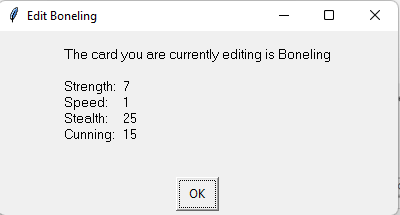 Edit Boneling
The card you are currently editing is Boneling
Strength: 7
Speed: 1
Stealth: 25
Cunning: 15
OK